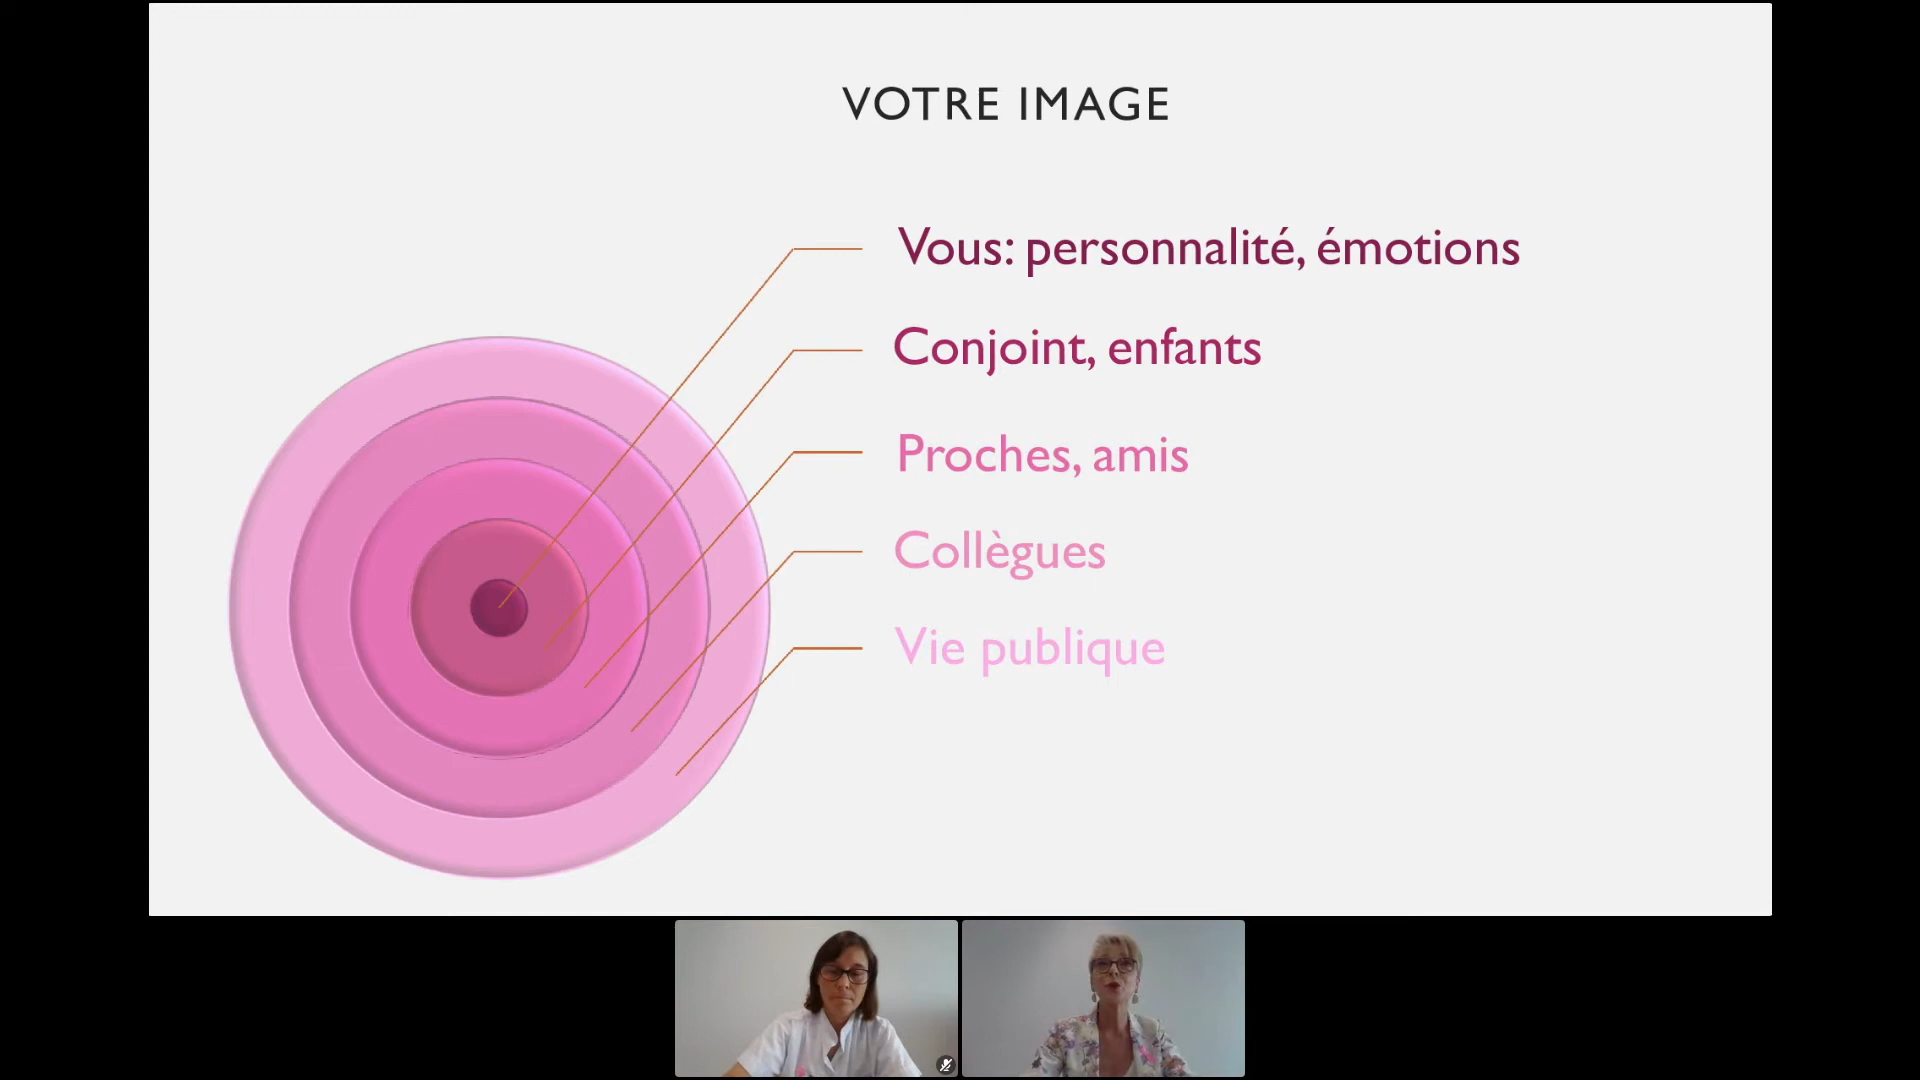 VOTRE IMAGE
Vous: personnalité, émotions
Conjoint, enfants
Proches, amis
Collègues
Vie publique